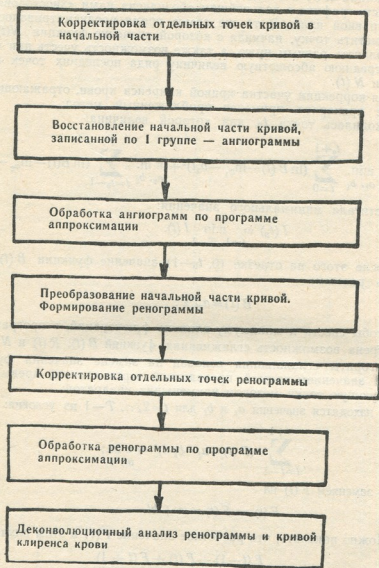 Корректировка отдельных точек кривой в
начальной части
Восстановление начальной части кривой,
записанной по I группе — ангиограммы
Обработка ангиограмм по программе
аппроксимации
Преобразование начальной части кривой.
Формирование ренограммы
Корректировка отдельных точек ренограммы
Обработка ренограммы по программе
аппроксимации
Деконволюционный анализ ренограммы и кривой
клиренса крови